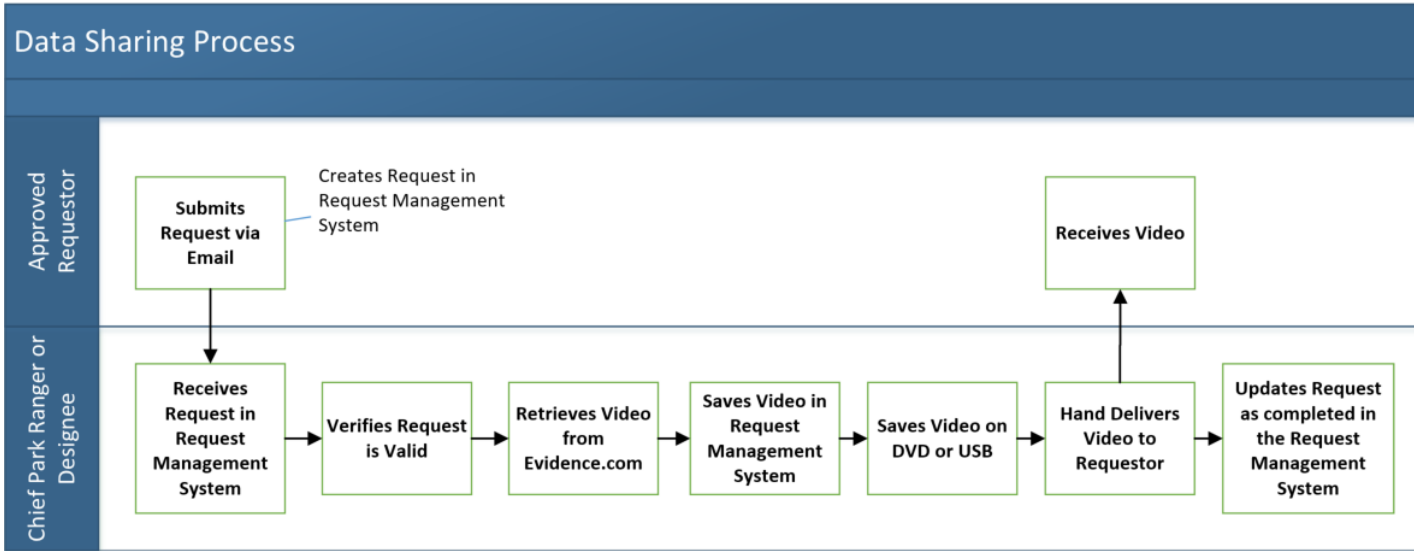 Data Sharing Process
Approved
Requestor
Submits
Request via
Email
Creates Request in
Request Management
System
Receives Video
Chief Park Ranger or
Designee
Receives
Request in
Request
Management
System
Verifies Request
is Valid
Retrieves Video
from
Evidence.com
Saves Video in
Request
Management
System
Saves Video on
DVD or USB
Hand Delivers
Video to
Requestor
Updates Request
as completed in
the Request
Management
System